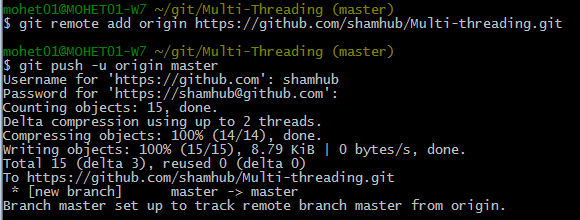 mohet01@MOHET01-W7 ~/git/Multi-Threading (master)
$ git remote add origin https://github.com/shamhub/Multi-threading.git
mohet01@MOHET01-W7 ~/git/Multi-Threading (master)
$ git push -u origin master
Username for 'https://github.com': shamhub
Password for 'https://shamhub@github.com':
Counting objects: 15, done.
Delta compression using up to 2 threads.
Compressing objects: 100% (14/14), done.
Writing objects: 100% (15/15), 8.79 KiB | 0 bytes/s, done.
Total 15 (delta 3), reused 0 (delta 0)
To https://github.com/shamhub/Multi-threading.git
 * [new branch]      master -> master
Branch master set up to track remote branch master from origin.